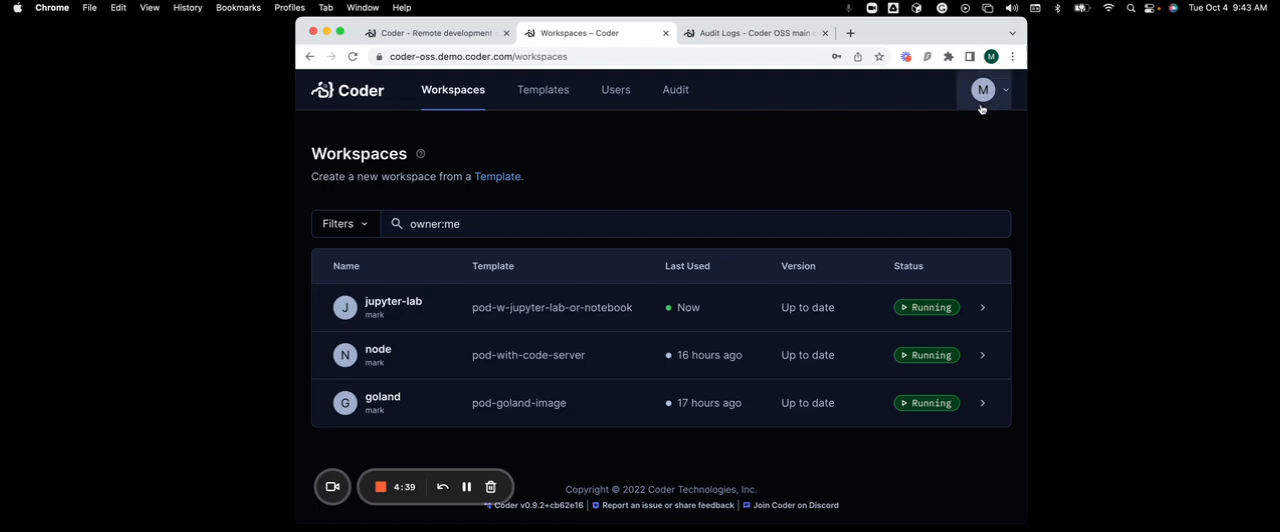 Chrome File Edit View History Bookmarks Profiles Tab Window Help Tue Oct 4 9:43 AM
Coder - Remote development Workspaces – Coder Audit Logs - Coder OSS main
coder-oss.demo.coder.com/workspaces M
Coder Workspaces Templates Users Audit M
Workspaces
Create a new workspace from a Template.
Filters owner:me
Name Template Last Used Version Status
J jupyter-lab pod-w-jupyter-lab-or-notebook Now Up to date Running
mark
N node pod-with-code-server 16 hours ago Up to date Running
mark
G goland pod-goland-image 17 hours ago Up to date Running
mark
4:39
Copyright © 2022 Coder Technologies, Inc.
Coder v0.9.2+cb62e16 | Report an issue or share feedback | Join Coder on Discord